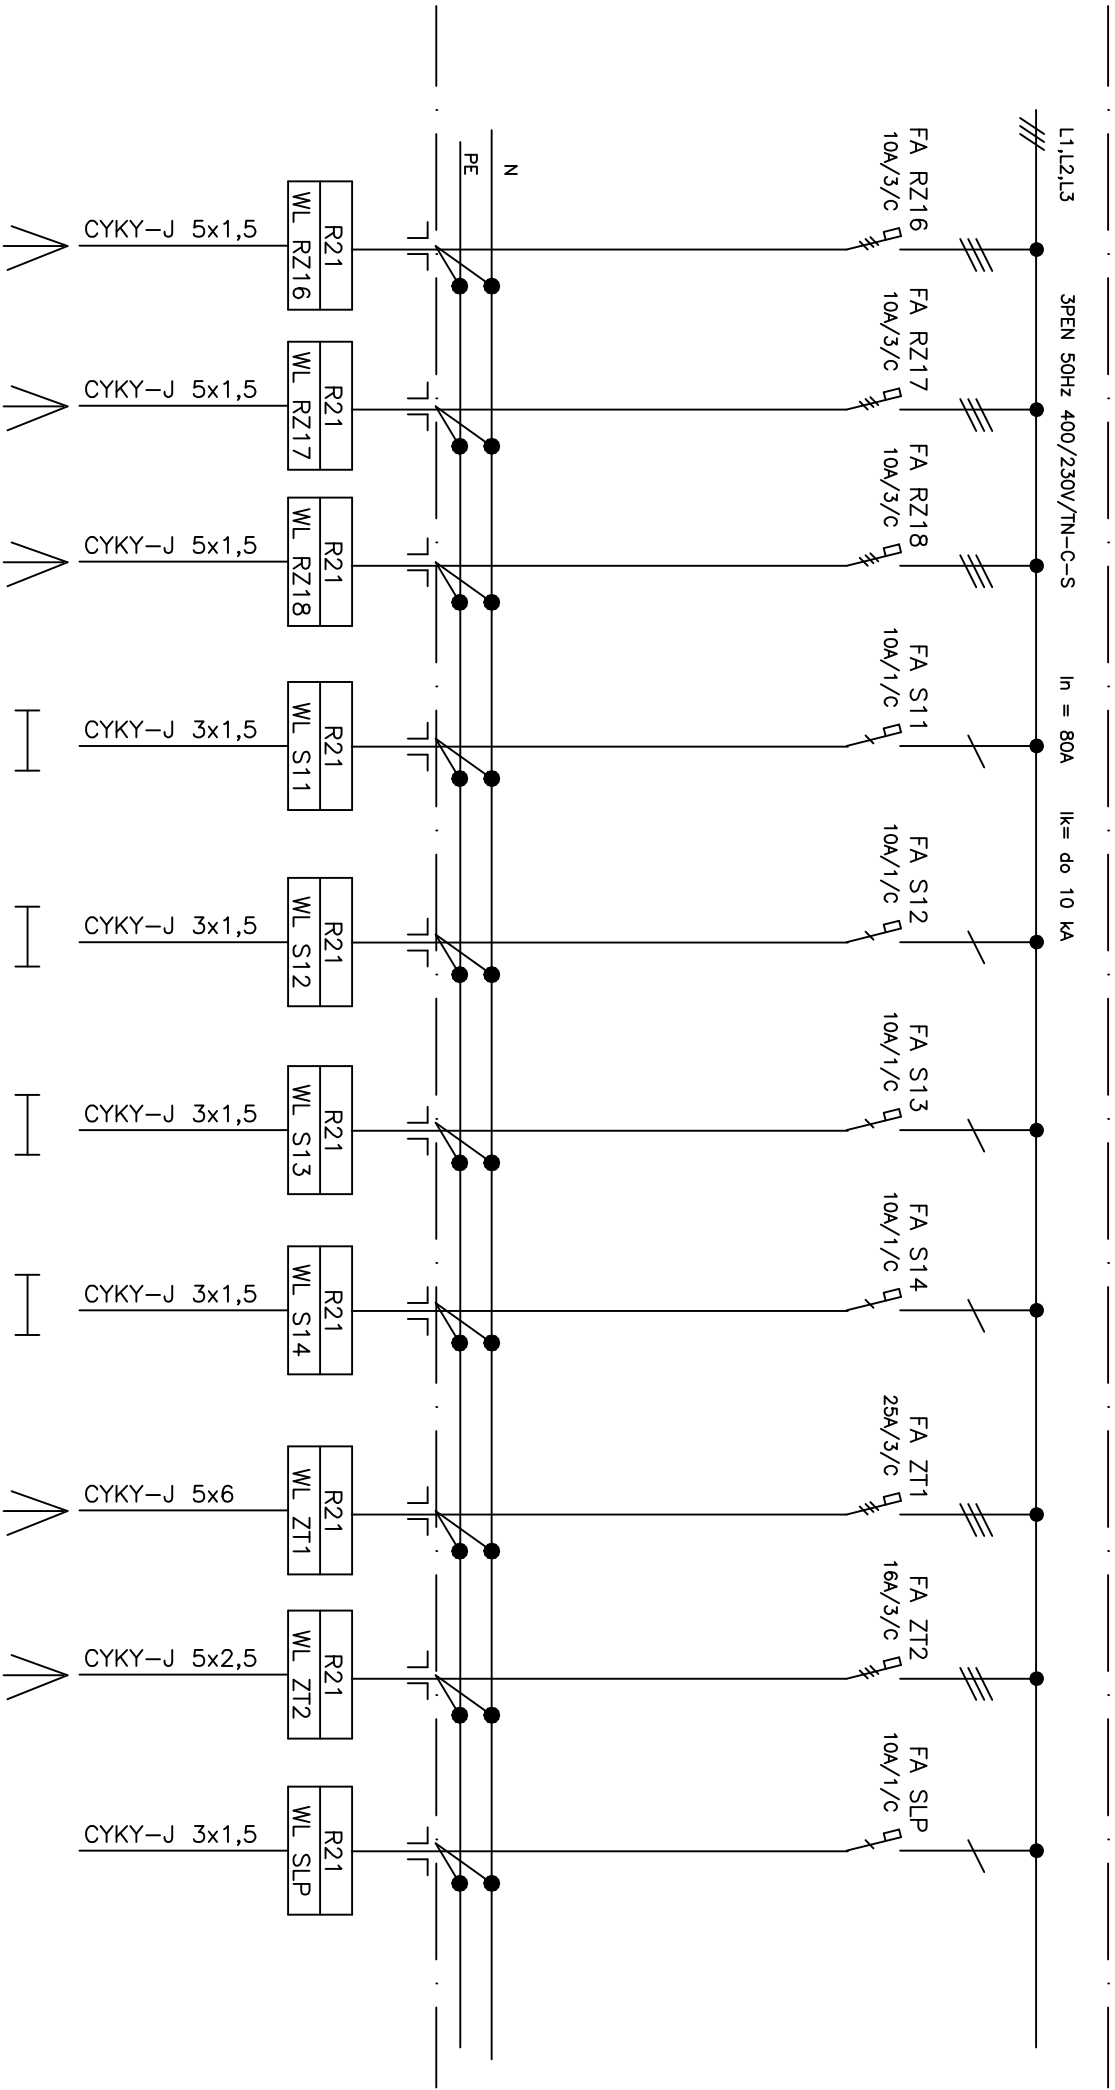 L1,L2,L3
3PEN 50Hz 400/230V/TN-C-S
In = 80A
Ik= do 10 kA
FA RZ16
10A/3/C
FA RZ17
10A/3/C
FA RZ18
10A/3/C
FA S11
10A/1/C
FA S12
10A/1/C
FA S13
10A/1/C
FA S14
10A/1/C
FA ZT1
25A/3/C
FA ZT2
16A/3/C
FA SLP
10A/1/C
N
PE
R21
WL RZ16
R21
WL RZ17
R21
WL RZ18
R21
WL S11
R21
WL S12
R21
WL S13
R21
WL S14
R21
WL ZT1
R21
WL ZT2
R21
WL SLP
CYKY-J 5x1,5
CYKY-J 5x1,5
CYKY-J 5x1,5
CYKY-J 3x1,5
CYKY-J 3x1,5
CYKY-J 3x1,5
CYKY-J 3x1,5
CYKY-J 5x6
CYKY-J 5x2,5
CYKY-J 3x1,5